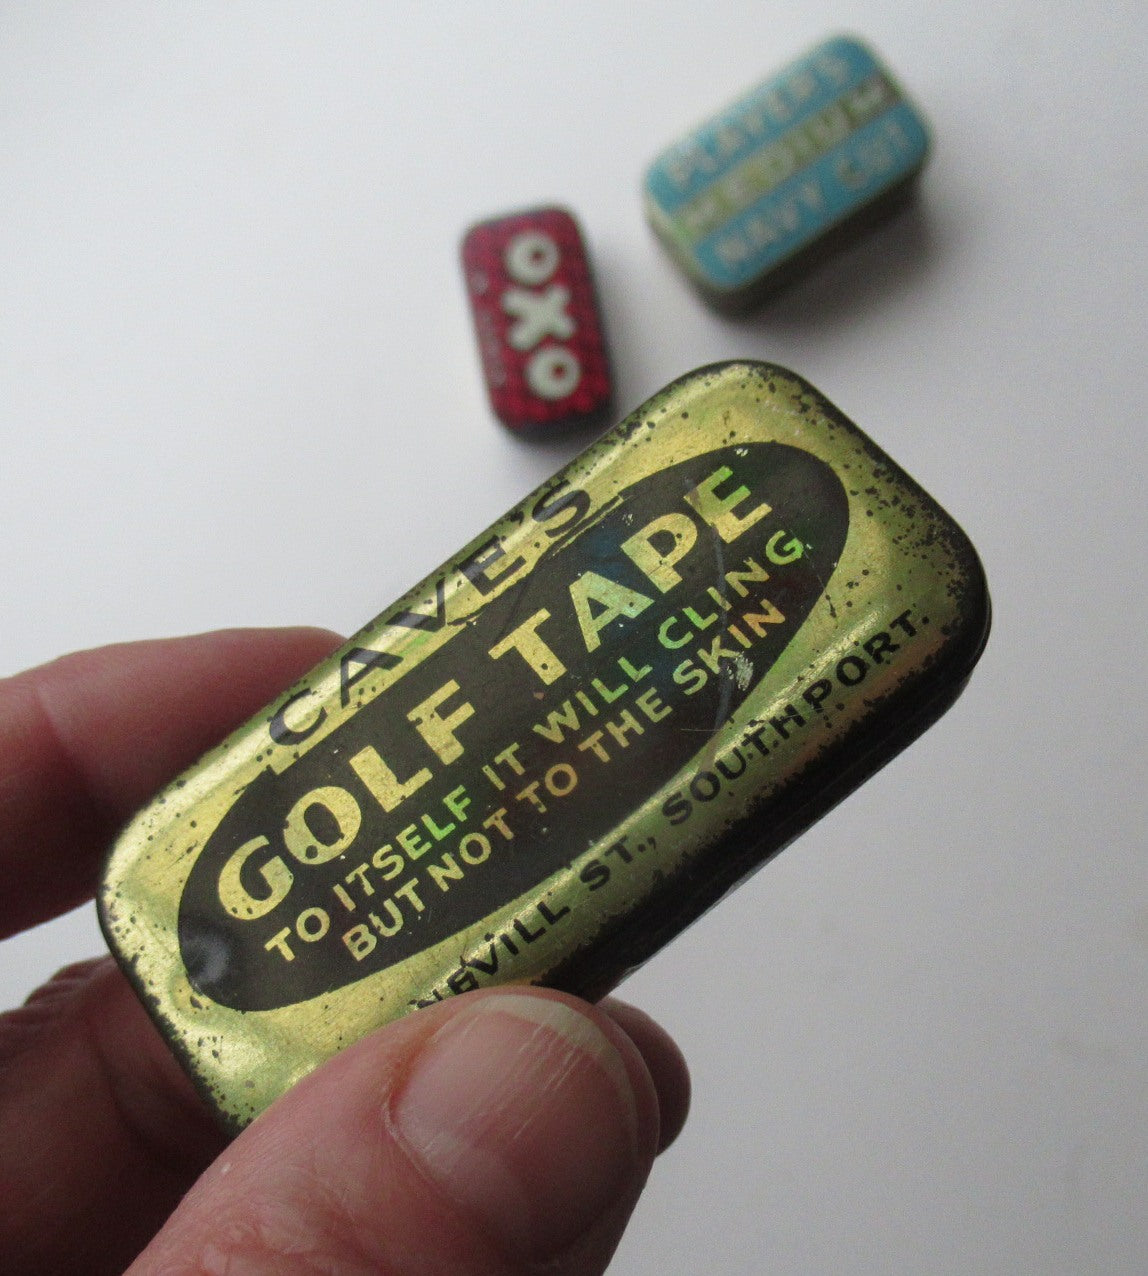 PLAYER'S
MEDIUM
NAVY CUT
OXO
CAVE'S
GOLF TAPE
TO ITSELF IT WILL CLING
BUT NOT TO THE SKIN
NEVILL ST., SOUTHPORT.